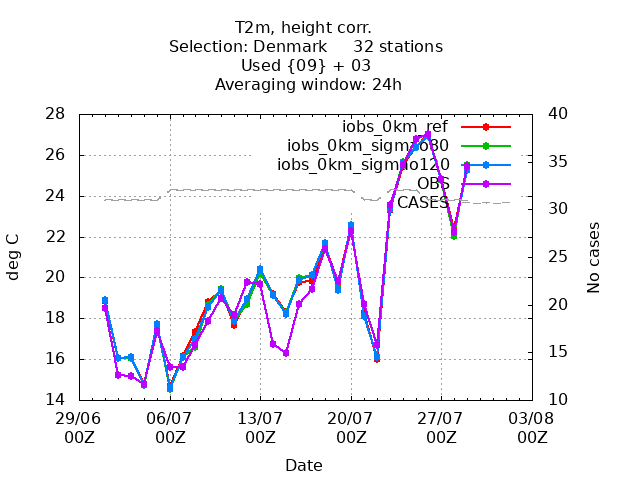 T2m, height corr.
Selection: Denmark 32 stations
Used {09} + 03
Averaging window: 24h
28
26
24
22
20
18
16
14
deg C
40
35
30
25
20
15
10
No cases
iobs_0km_ref
iobs_0km_sigmao80
iobs_0km_sigmao120
OBS
CASES
29/06 06/07 13/07 20/07 27/07 03/08
00Z 00Z 00Z 00Z 00Z 00Z
Date